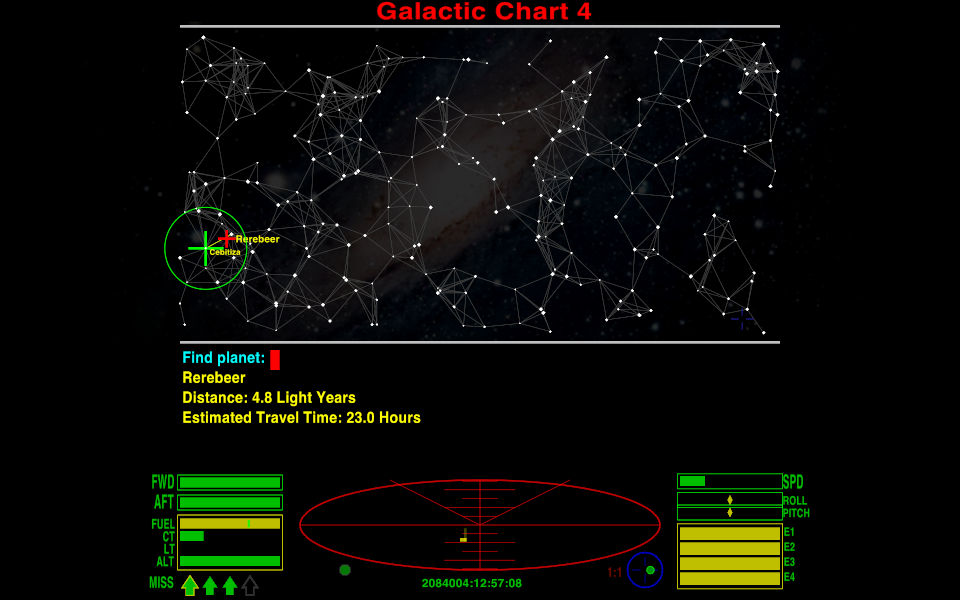 Galactic Chart 4
Rerebeer
Cebitiza
Find planet:
Rerebeer
Distance: 4.8 Light Years
Estimated Travel Time: 23.0 Hours
FWD
AFT
FUEL
CT
LT
ALT
MISS
2084004:12:57:08
1:1
SPD
ROLL
PITCH
E1
E2
E3
E4